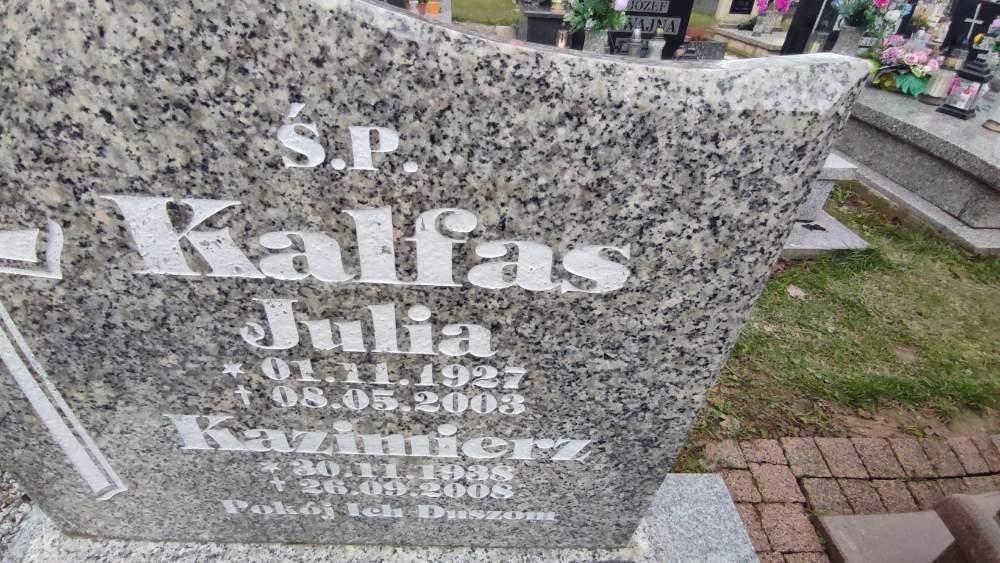 JÓZEF
WAJNA
Ś.P.
Kalfas
Julia
* 01.11.1927
† 08.05.2003
Kazimierz
* 30.11.1938
† 26.09.2008
Pokój Ich Duszom